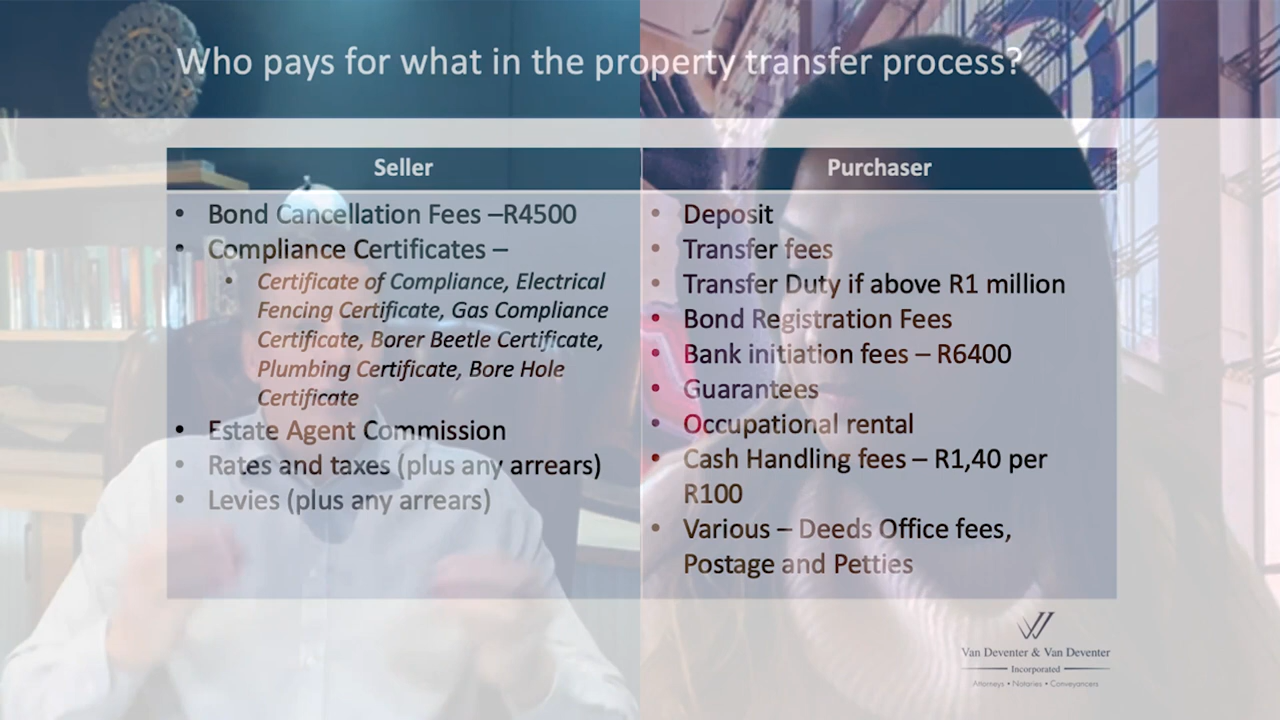 Who pays for what in the property transfer process?
Seller
• Bond Cancellation Fees –R4500
• Compliance Certificates –
• Certificate of Compliance, Electrical
Fencing Certificate, Gas Compliance
Certificate, Borer Beetle Certificate,
Plumbing Certificate, Bore Hole
Certificate
• Estate Agent Commission
• Rates and taxes (plus any arrears)
• Levies (plus any arrears)
Purchaser
• Deposit
• Transfer fees
• Transfer Duty if above R1 million
• Bond Registration Fees
• Bank initiation fees – R6400
• Guarantees
• Occupational rental
• Cash Handling fees – R1,40 per
R100
• Various – Deeds Office fees,
Postage and Petties
Van Deventer & Van Deventer
Incorporated
Attorneys • Notaries • Conveyancers